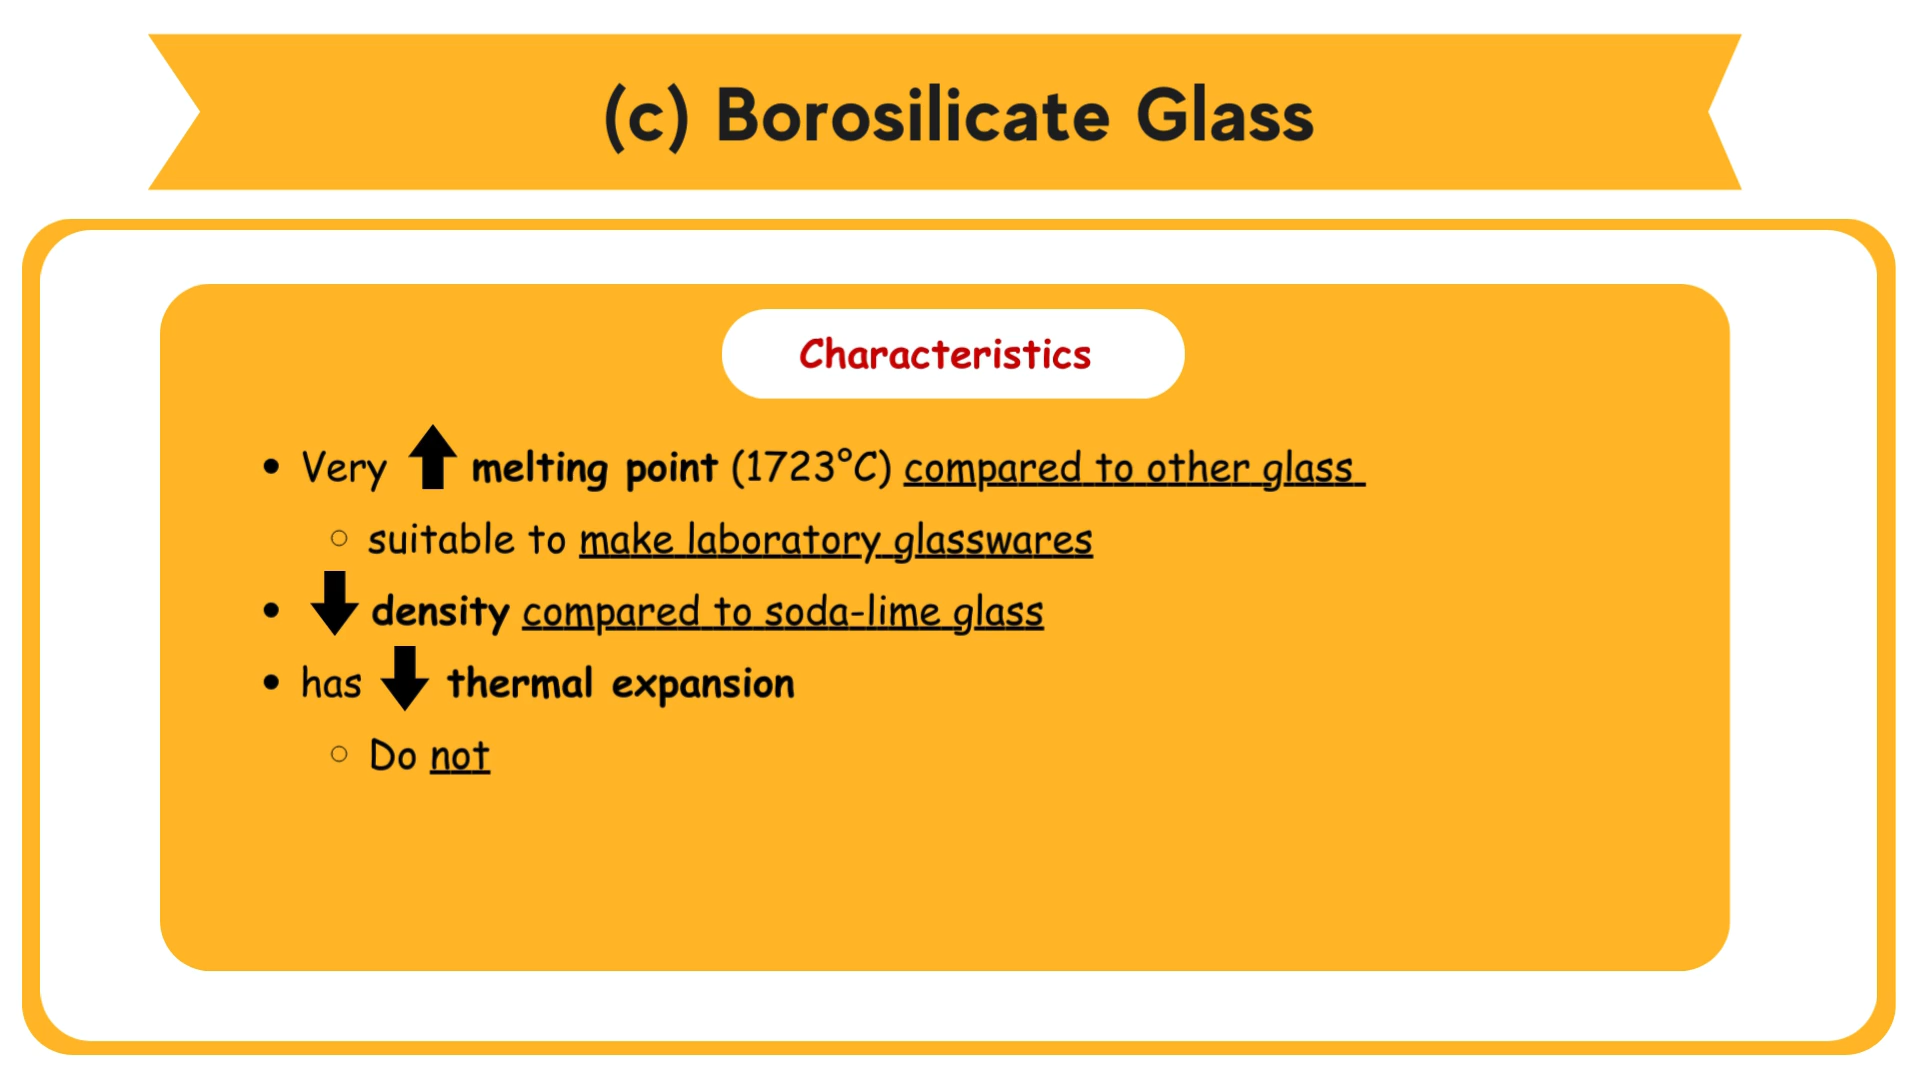 (c) Borosilicate Glass
Characteristics
• Very melting point (1723°C) compared to other glass
○ suitable to make laboratory glasswares
• density compared to soda-lime glass
• has thermal expansion
○ Do not